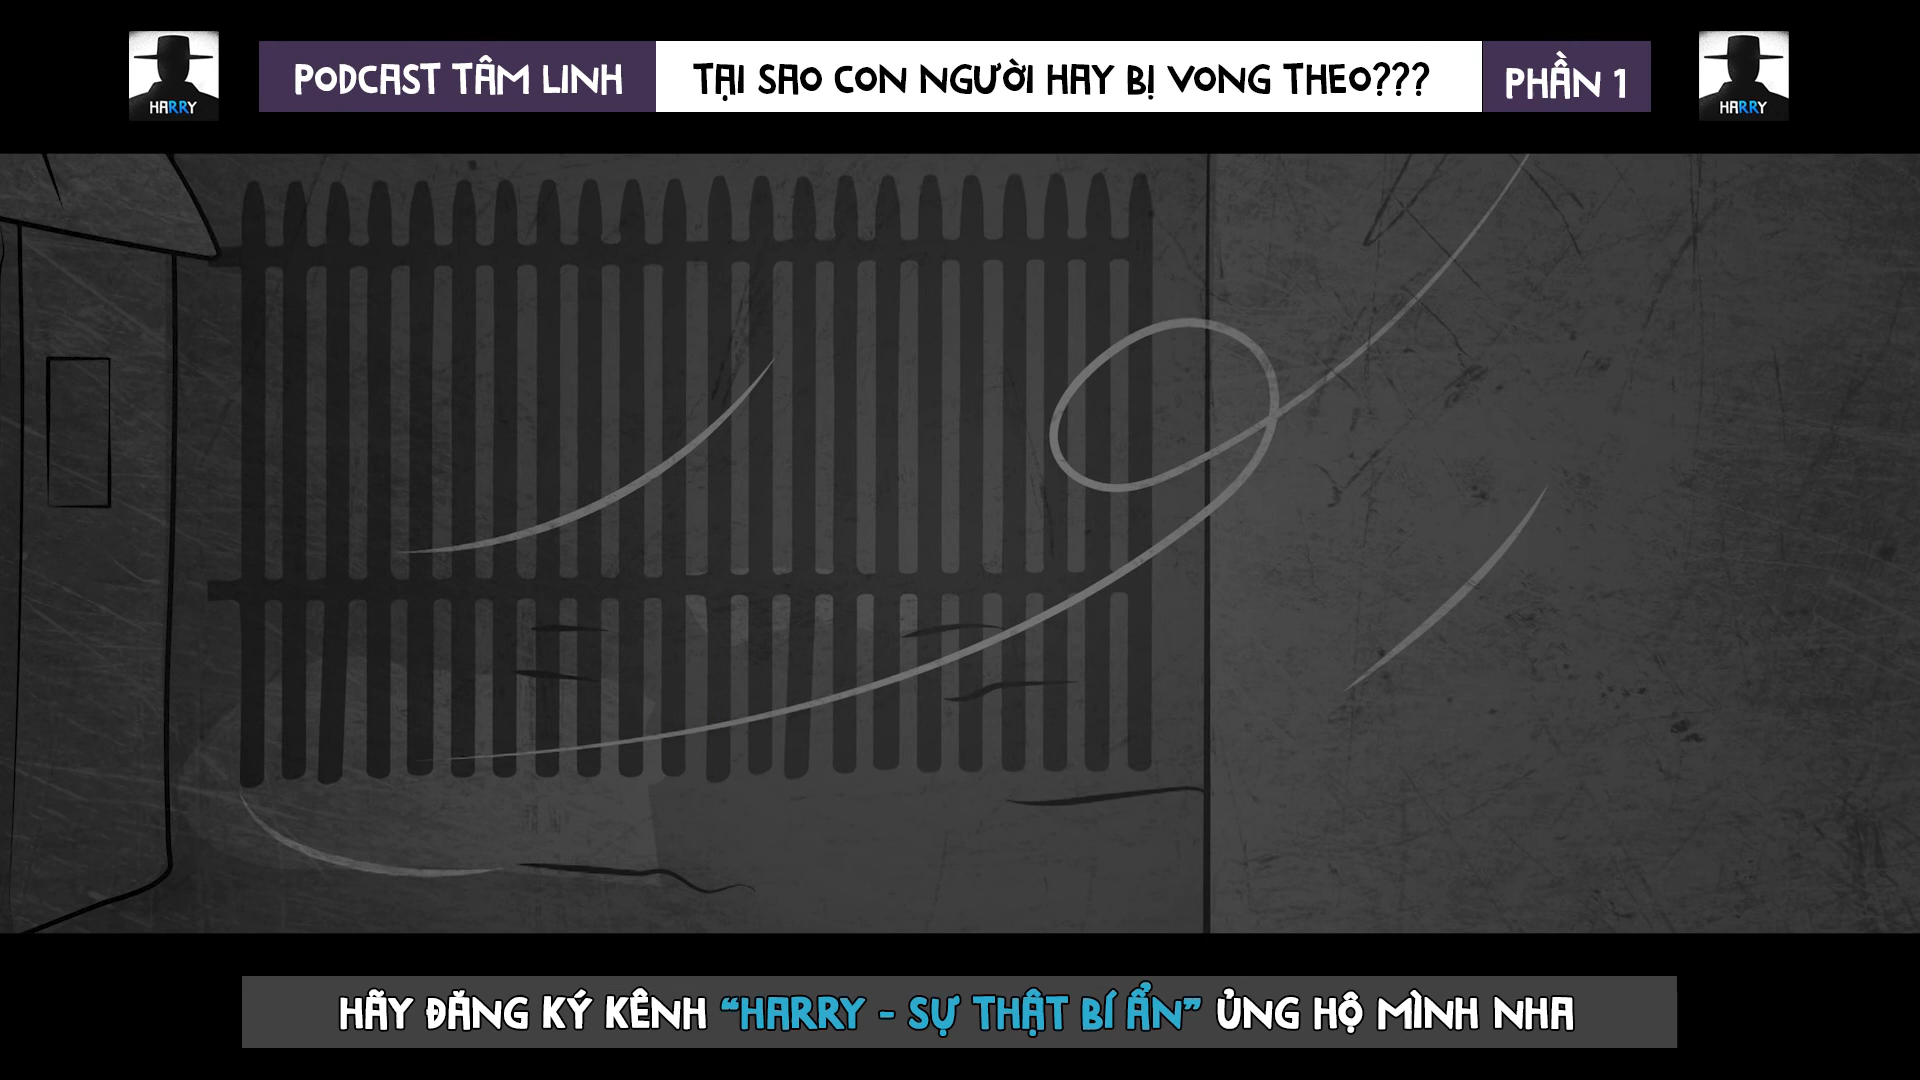 HARRY
PODCAST TÂM LINH
TẠI SAO CON NGƯỜI HAY BỊ VONG THEO???
PHẦN 1
HARRY
HÃY ĐĂNG KÝ KÊNH “HARRY - SỰ THẬT BÍ ẨN” ỦNG HỘ MÌNH NHA